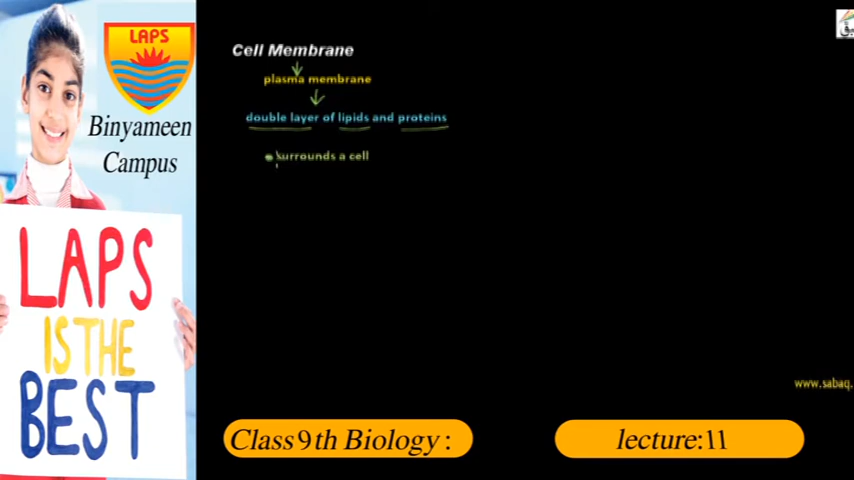 LAPS
Binyameen
Campus
LAPS
IS THE
BEST
Cell Membrane
plasma membrane
double layer of lipids and proteins
surrounds a cell
www.sabaq.
Class 9th Biology :
lecture:11